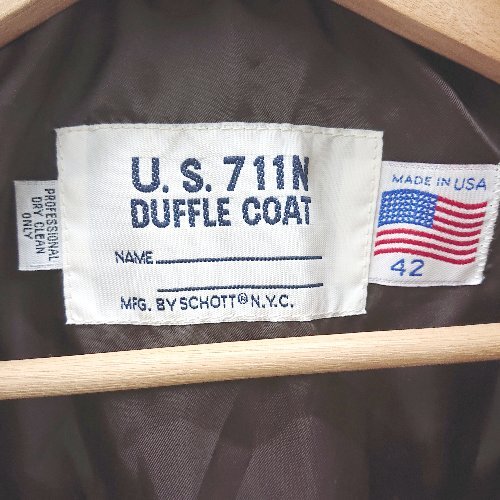 U. S. 711N
DUFFLE COAT
NAME
MFG. BY SCHOTT® N.Y.C.
PROFESSIONAL
DRY CLEAN
ONLY
MADE IN USA
42